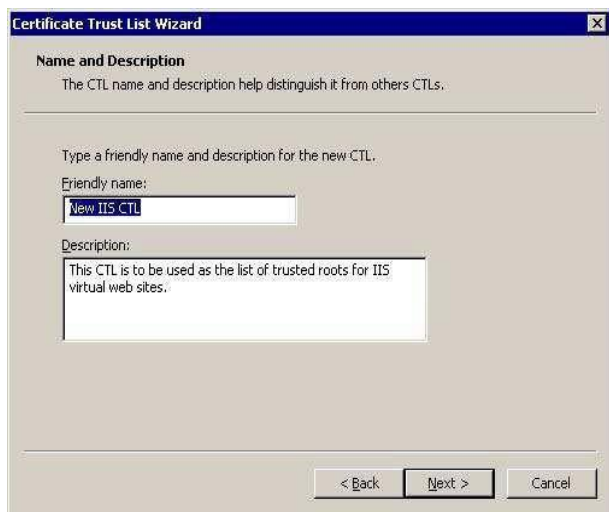 Certificate Trust List Wizard
Name and Description
The CTL name and description help distinguish it from others CTLs.
Type a friendly name and description for the new CTL.
Friendly name:
New IIS CTL
Description:
This CTL is to be used as the list of trusted roots for IIS
virtual web sites.
< Back
Next >
Cancel